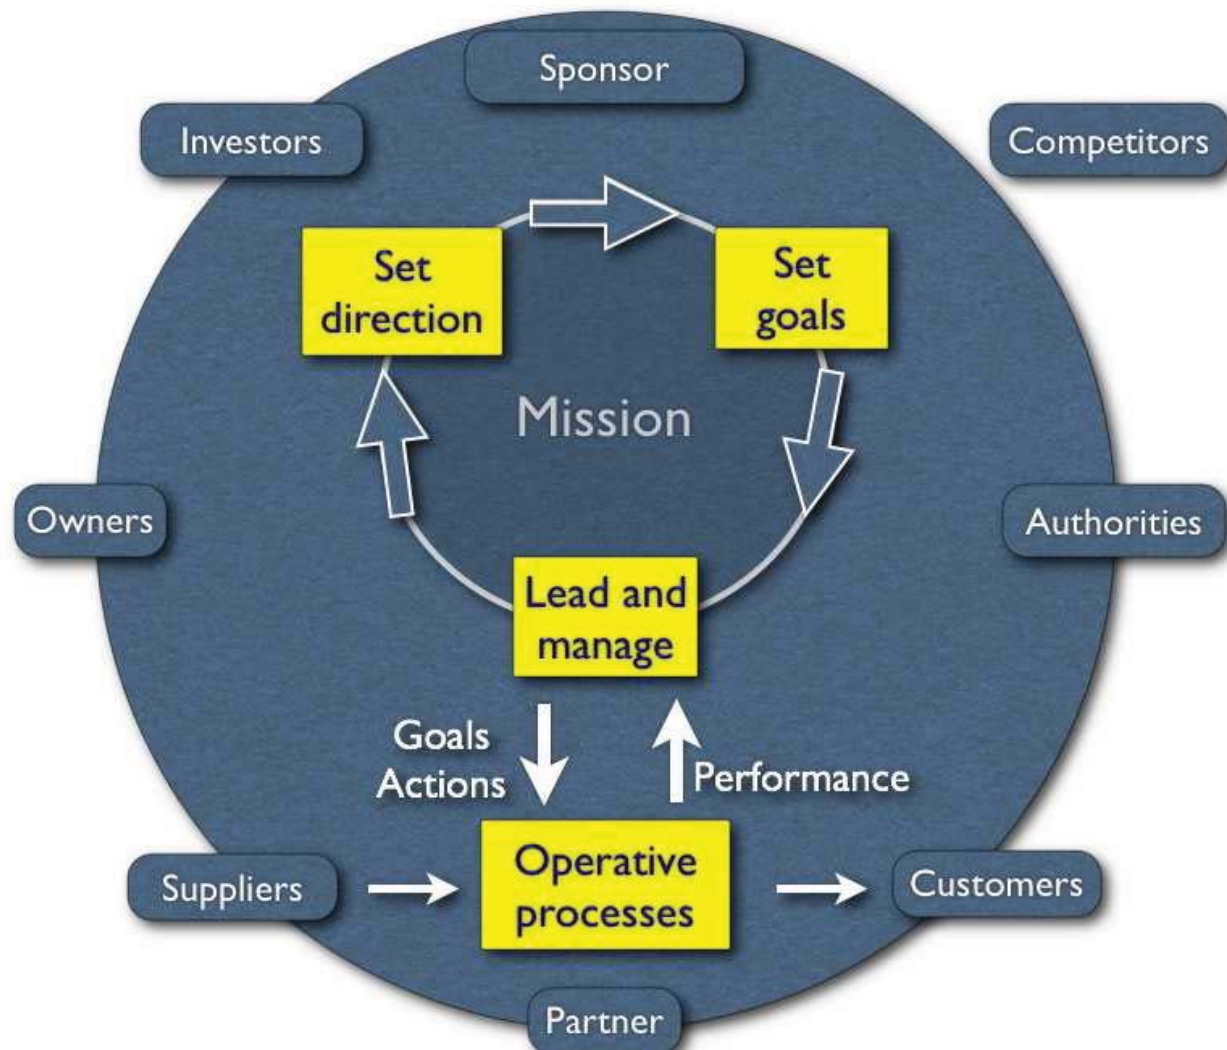 Sponsor
Investors
Competitors
Set
direction
Set
goals
Mission
Owners
Authorities
Lead and
manage
Goals
Actions
Performance
Suppliers
Operative
processes
Customers
Partner